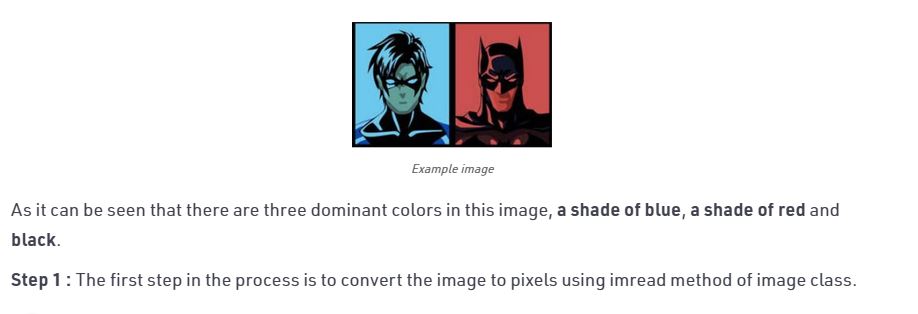 Example image
As it can be seen that there are three dominant colors in this image, a shade of blue, a shade of red and
black.
Step 1 : The first step in the process is to convert the image to pixels using imread method of image class.